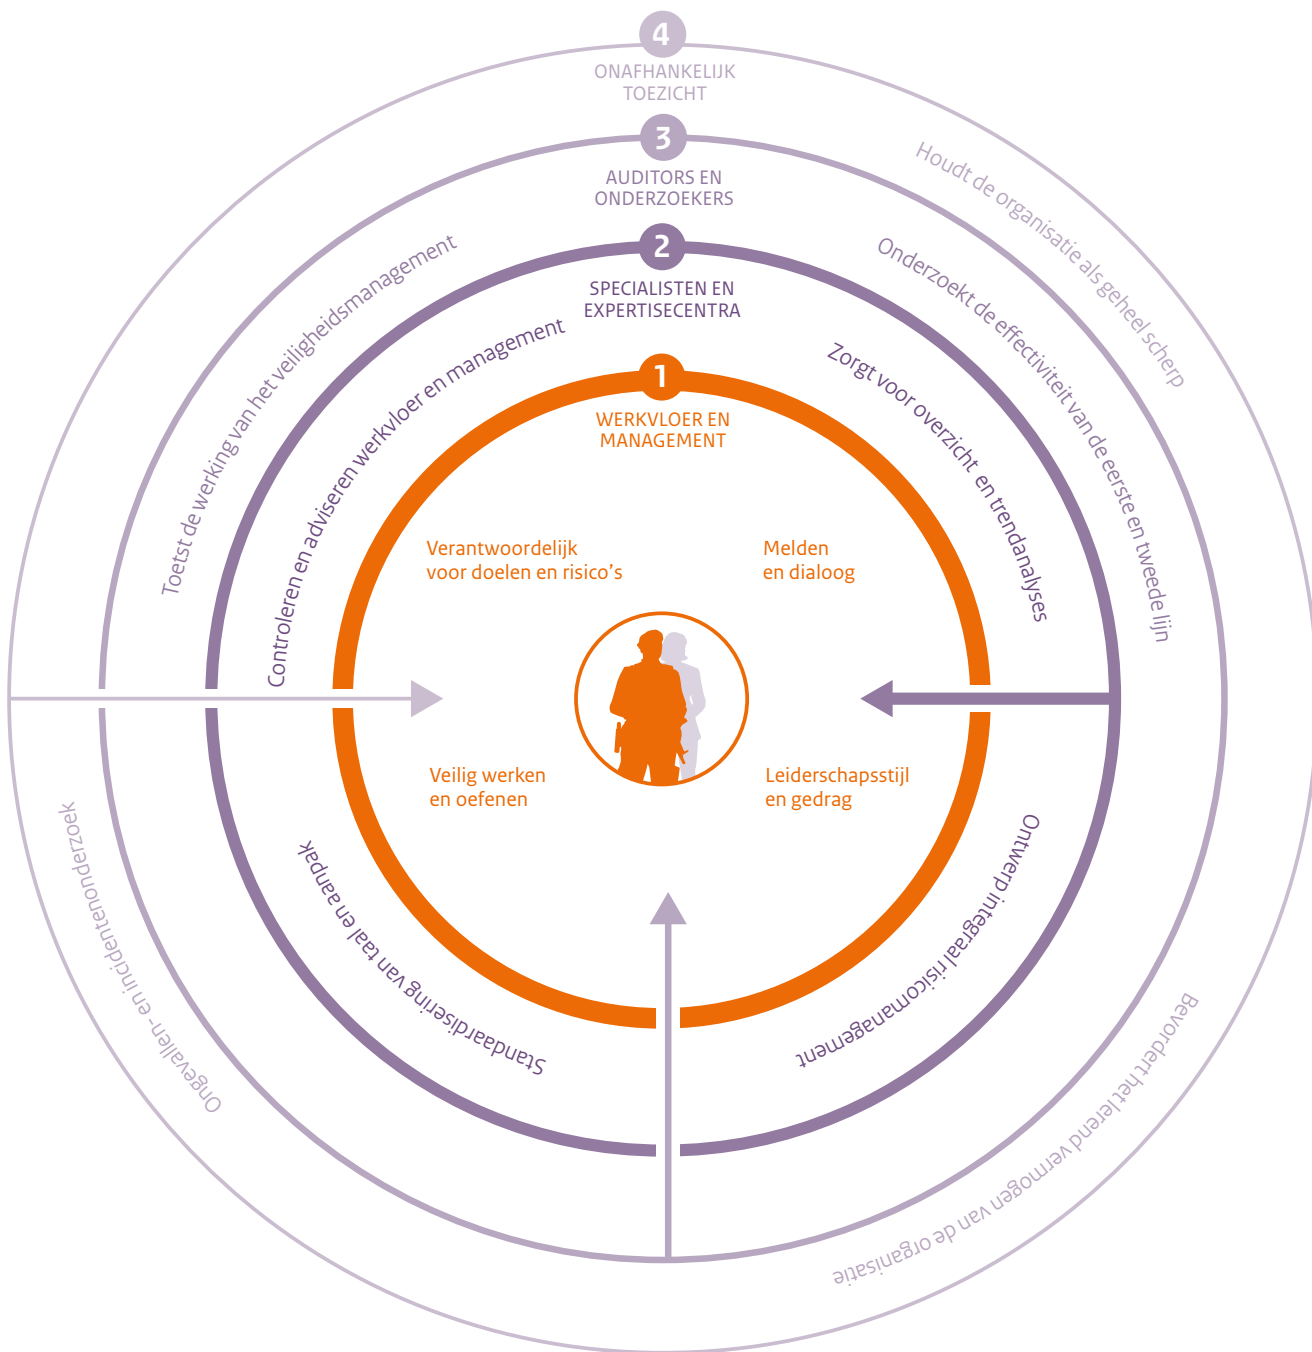 4
ONAFHANKELIJK
TOEZICHT
Houdt de organisatie als geheel scherp
Ongevallen- en incidentenonderzoek
Bevordert het lerend vermogen van de organisatie
3
AUDITORS EN
ONDERZOEKERS
Toetst de werking van het veiligheidsmanagement
Onderzoekt de effectiviteit van de eerste en tweede lijn
2
SPECIALISTEN EN
EXPERTISECENTRA
Controleren en adviseren werkvloer en management
Zorgt voor overzicht en trendanalyses
Standaardisering van taal en aanpak
Ontwerp integraal risicomanagement
1
WERKVLOER EN
MANAGEMENT
Verantwoordelijk
voor doelen en risico's
Melden
en dialoog
Veilig werken
en oefenen
Leiderschapsstijl
en gedrag